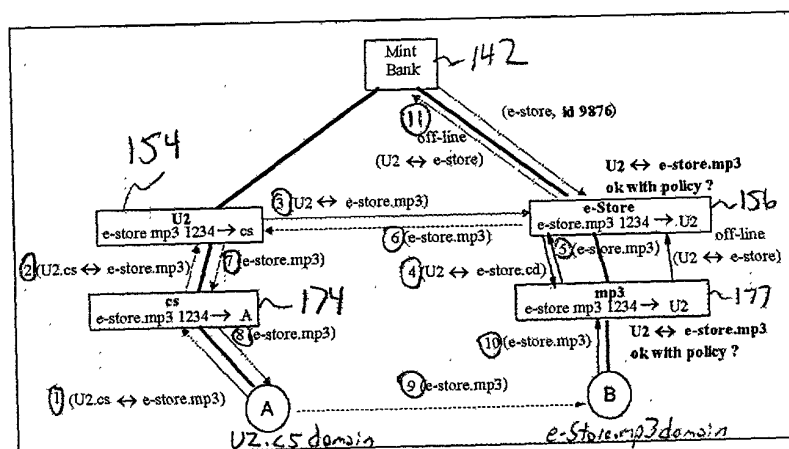 Mint
Bank
142
11
off-line
(U2 ↔ e-store)
(e-store, id 9876)
154
U2 ↔ e-store.mp3
ok with policy ?
3 (U2 ↔ e-store.mp3)
U2
e-store mp3 1234 → cs
e-Store
e-store.mp3 1234 → U2
156
6 (e-store.mp3)
5 (e-store.mp3)
off-line
(U2 ↔ e-store)
2 (U2.cs ↔ e-store.mp3)
7 (e-store.mp3)
4 (U2 ↔ e-store.cd)
cs
e-store.mp3 1234 → A
174
mp3
e-store mp3 1234 → U2
177
8 (e-store.mp3)
U2 ↔ e-store.mp3
ok with policy ?
10 (e-store.mp3)
1 (U2.cs ↔ e-store.mp3)
A
9 (e-store.mp3)
B
U2.cs domain
e-Store.mp3 domain